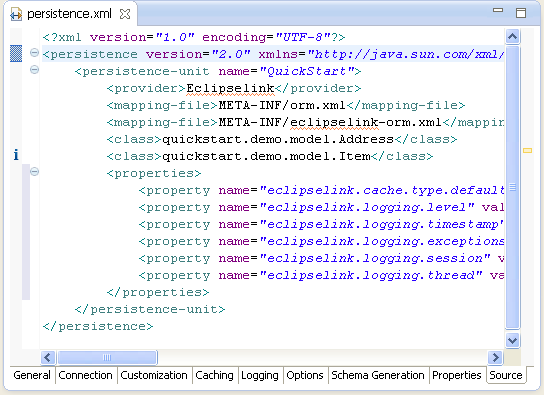 persistence.xml
<?xml version="1.0" encoding="UTF-8"?>
<persistence version="2.0" xmlns="http://java.sun.com/xml/
<persistence-unit name="QuickStart">
<provider>Eclipselink</provider>
<mapping-file>META-INF/orm.xml</mapping-file>
<mapping-file>META-INF/eclipselink-orm.xml</mapping
<class>quickstart.demo.model.Address</class>
<class>quickstart.demo.model.Item</class>
<properties>
<property name="eclipselink.cache.type.default
<property name="eclipselink.logging.level" val
<property name="eclipselink.logging.timestamp"
<property name="eclipselink.logging.exceptions
<property name="eclipselink.logging.session" v
<property name="eclipselink.logging.thread" va
</properties>
</persistence-unit>
</persistence>
General Connection Customization Caching Logging Options Schema Generation Properties Source